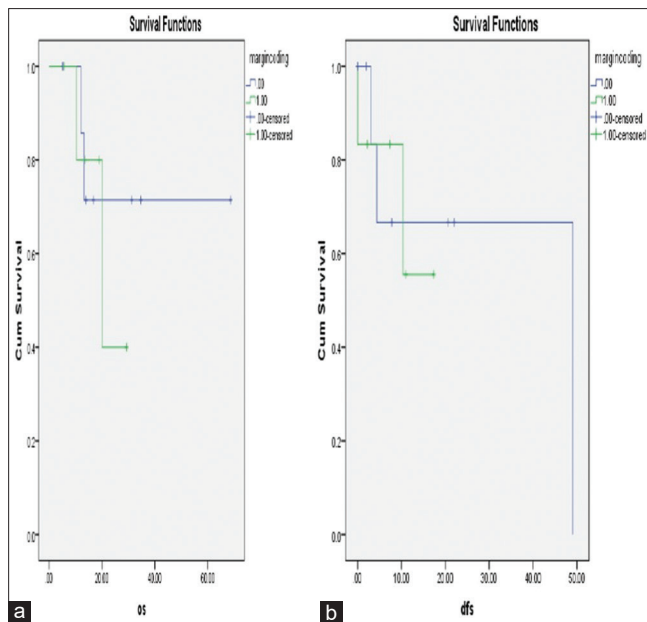 Survival Functions
margincoding
.00
1.00
.00-censored
1.00-censored
Cum Survival
1.0
0.8
0.6
0.4
0.2
0.0
.00
20.00
40.00
60.00
os
a
Survival Functions
margincoding
.00
1.00
.00-censored
1.00-censored
Cum Survival
1.0
0.8
0.6
0.4
0.2
0.0
.00
10.00
20.00
30.00
40.00
50.00
dfs
b